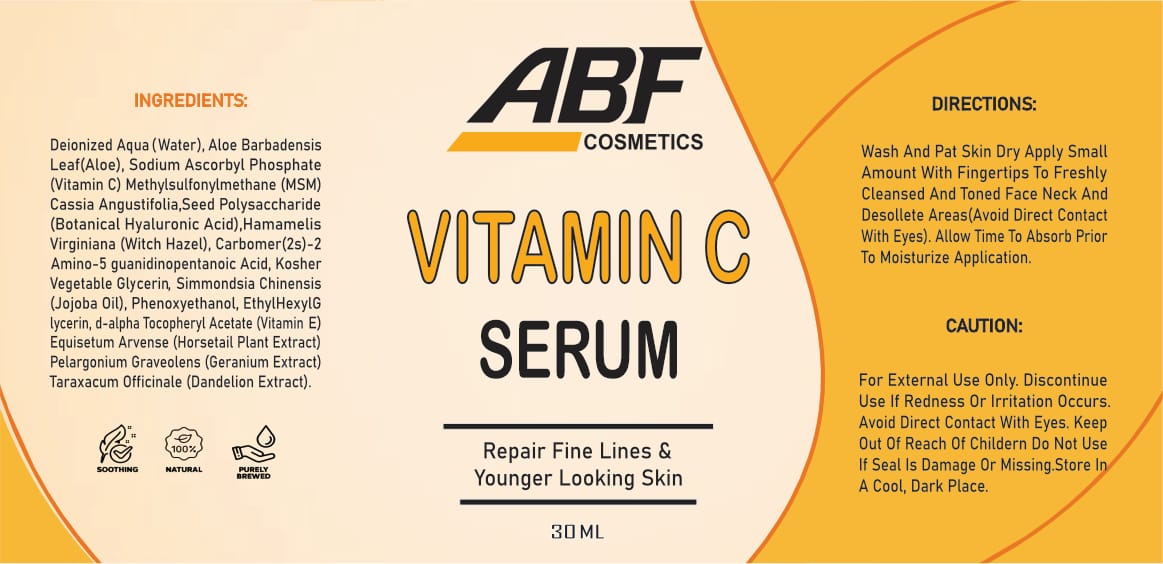 INGREDIENTS:
Deionized Aqua (Water), Aloe Barbadensis
Leaf(Aloe), Sodium Ascorbyl Phosphate
(Vitamin C) Methylsulfonylmethane (MSM)
Cassia Angustifolia,Seed Polysaccharide
(Botanical Hyaluronic Acid),Hamamelis
Virginiana (Witch Hazel), Carbomer(2s)-2
Amino-5 guanidinopentanoic Acid, Kosher
Vegetable Glycerin, Simmondsia Chinensis
(Jojoba Oil), Phenoxyethanol, EthylHexylG
lycerin, d-alpha Tocopheryl Acetate (Vitamin E)
Equisetum Arvense (Horsetail Plant Extract)
Pelargonium Graveolens (Geranium Extract)
Taraxacum Officinale (Dandelion Extract).
SOOTHING
100%
NATURAL
PURELY
BREWED
ABF
COSMETICS
VITAMIN C
SERUM
Repair Fine Lines &
Younger Looking Skin
30 ML
DIRECTIONS:
Wash And Pat Skin Dry Apply Small
Amount With Fingertips To Freshly
Cleansed And Toned Face Neck And
Desollete Areas(Avoid Direct Contact
With Eyes). Allow Time To Absorb Prior
To Moisturize Application.
CAUTION:
For External Use Only. Discontinue
Use If Redness Or Irritation Occurs.
Avoid Direct Contact With Eyes. Keep
Out Of Reach Of Childern Do Not Use
If Seal Is Damage Or Missing.Store In
A Cool, Dark Place.